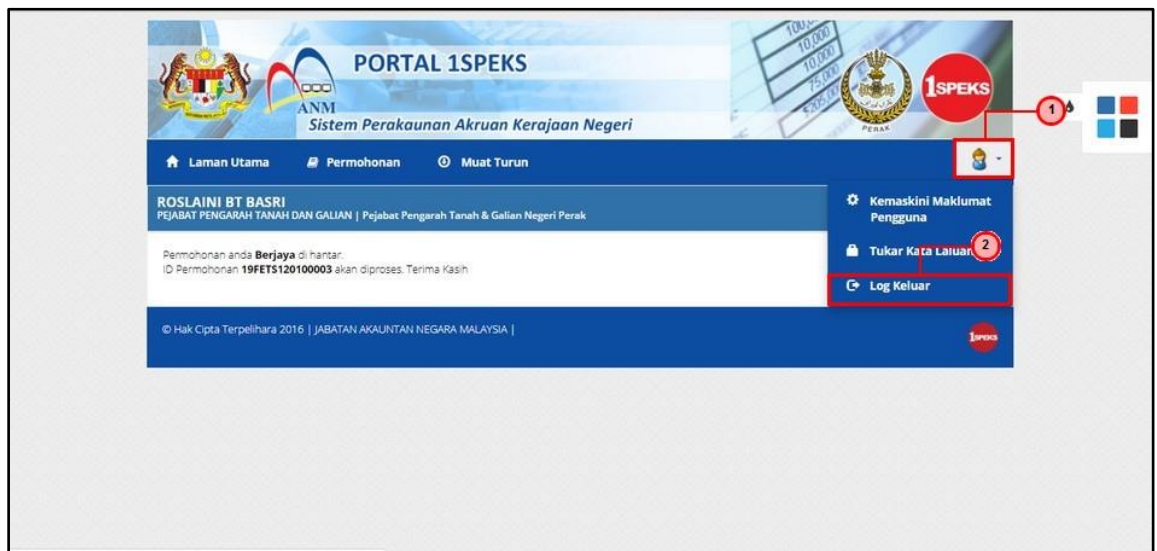 PORTAL 1SPEKS
ANM
Sistem Perakaunan Akruan Kerajaan Negeri
PERAK
1SPEKS
1
Laman Utama
Permohonan
Muat Turun
ROSLAINI BT BASRI
PEJABAT PENGARAH TANAH DAN GALIAN | Pejabat Pengarah Tanah & Galian Negeri Perak
Kemaskini Maklumat
Pengguna
Tukar Kata Laluan
2
Log Keluar
Permohonan anda Berjaya di hantar.
ID Permohonan 19FETS120100003 akan diproses. Terima Kasih
© Hak Cipta Terpelihara 2016 | JABATAN AKAUNTAN NEGARA MALAYSIA |
1SPEKS